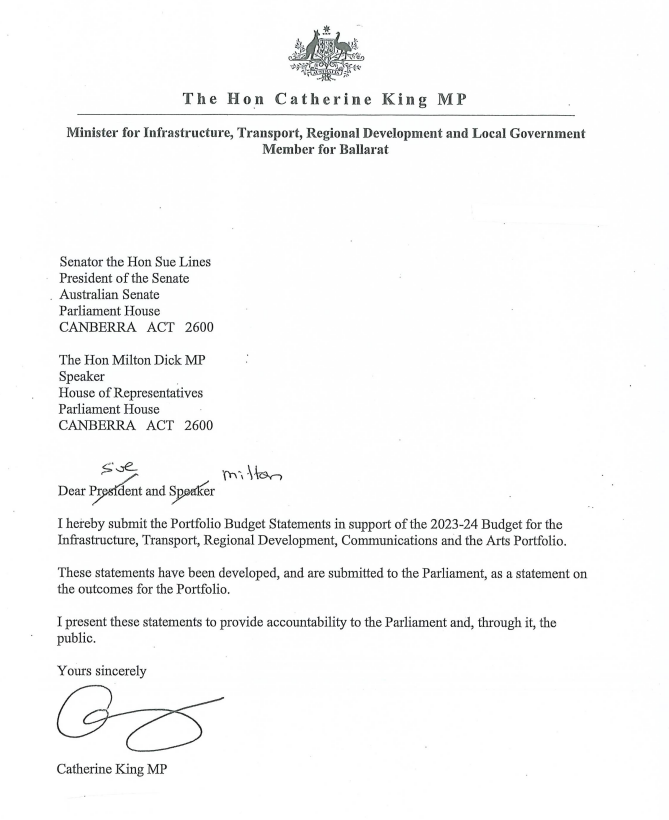 The Hon Catherine King MP
Minister for Infrastructure, Transport, Regional Development and Local Government
Member for Ballarat
Senator the Hon Sue Lines
President of the Senate
Australian Senate
Parliament House
CANBERRA ACT 2600
The Hon Milton Dick MP
Speaker
House of Representatives
Parliament House
CANBERRA ACT 2600
Sue Milton
Dear President and Speaker
I hereby submit the Portfolio Budget Statements in support of the 2023-24 Budget for the
Infrastructure, Transport, Regional Development, Communications and the Arts Portfolio.
These statements have been developed, and are submitted to the Parliament, as a statement on
the outcomes for the Portfolio.
I present these statements to provide accountability to the Parliament and, through it, the
public.
Yours sincerely
Catherine King MP